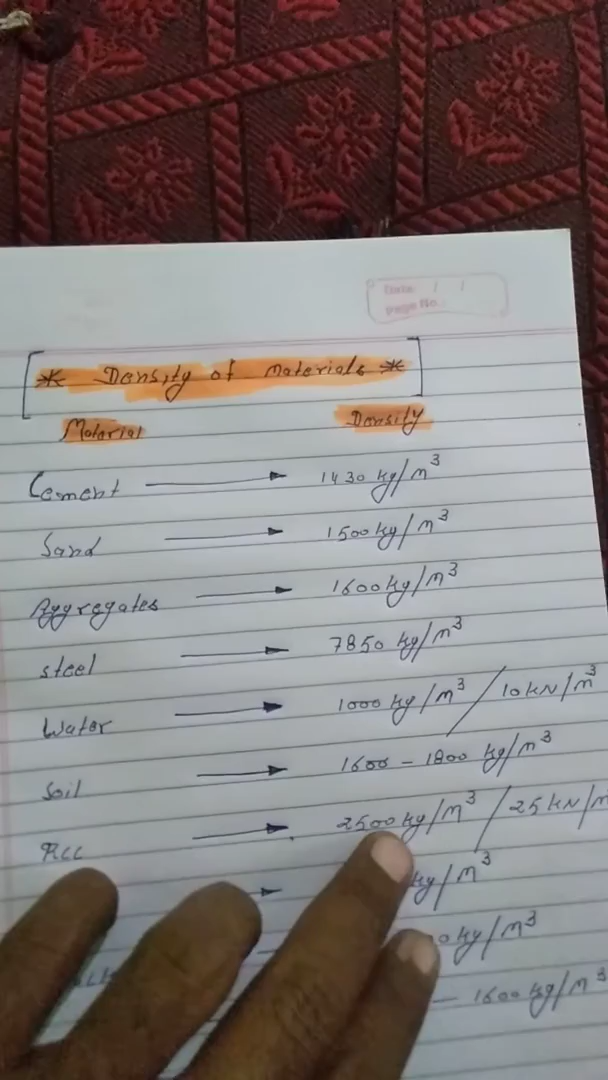 Date: / /
Page No.:
* Density of materials *
Material Density
Cement → 1430 kg/m³
Sand → 1500 kg/m³
Aggregates → 1600 kg/m³
Steel → 7850 kg/m³
Water → 1000 kg/m³ / 10 kN/m³
Soil → 1600 - 1800 kg/m³
RCC → 2500 kg/m³ / 25 kN/m
→ kg/m³
0 kg/m³
- 1600 kg/m³